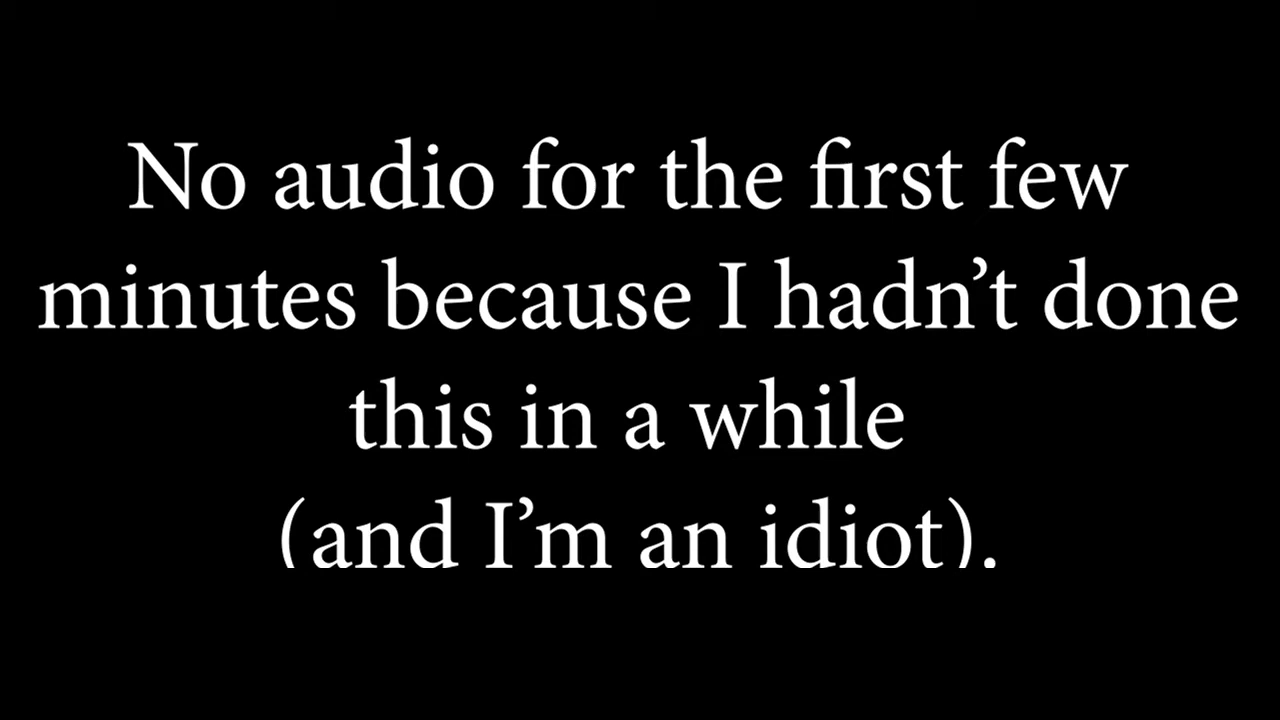 No audio for the first few
minutes because I hadn’t done
this in a while
(and I’m an idiot).